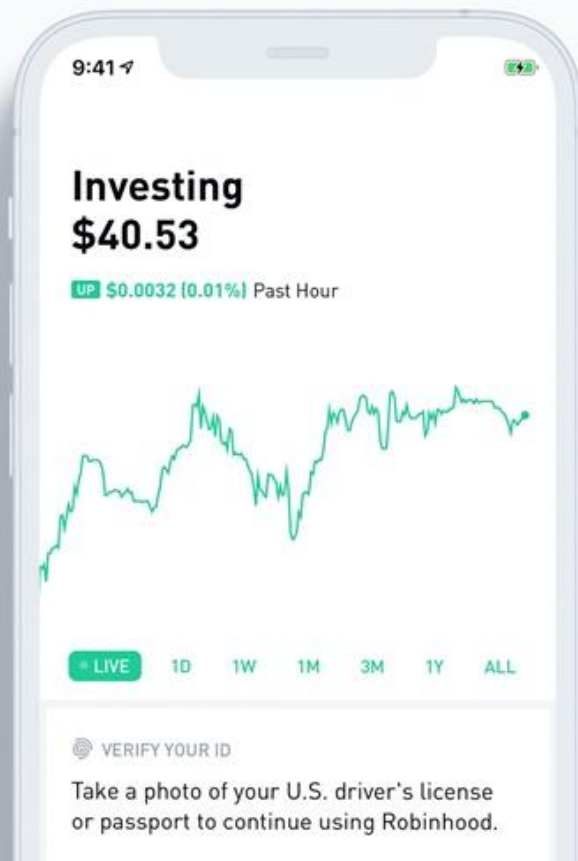 9:41
Investing
$40.53
UP $0.0032 (0.01%) Past Hour
LIVE 1D 1W 1M 3M 1Y ALL
VERIFY YOUR ID
Take a photo of your U.S. driver's license
or passport to continue using Robinhood.